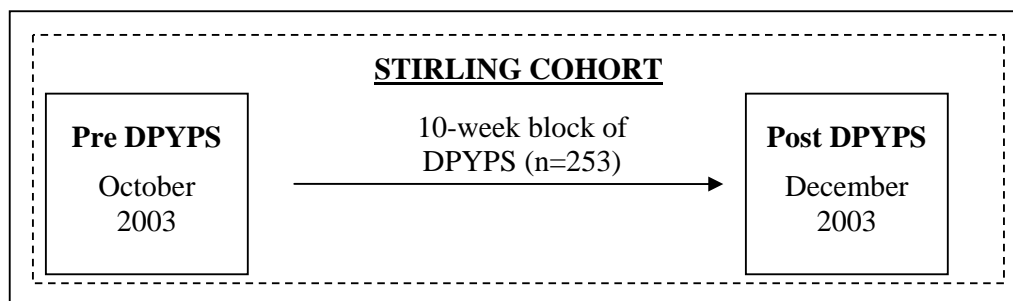 STIRLING COHORT
Pre DPYPS
October
2003
10-week block of
DPYPS (n=253)
Post DPYPS
December
2003